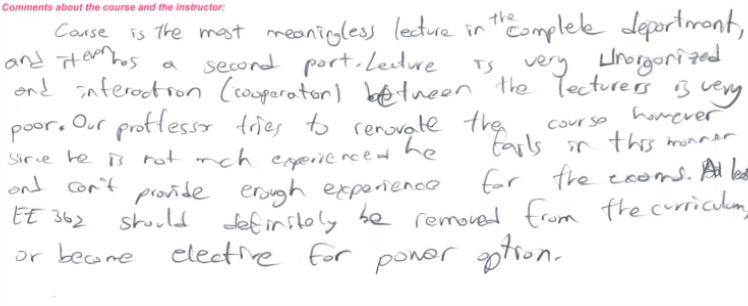 Comments about the course and the instructor:
Course is the most meaningless lecture in the complete department,
and it even has a second part. Lecture is very Unorganized
and interaction (cooperation) between the lecturers is very
poor. Our proffessor tries to renovate the course however
since he is not much experienced he fails in this manner
and can't provide enough experience for the exams. At least
EE 362 should definitely be removed from the curriculum,
or become elective for power option.